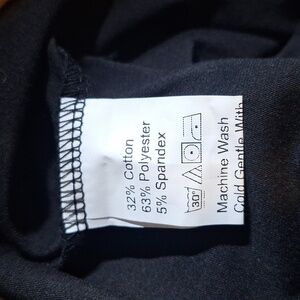 32% Cotton
63% Polyester
5% Spandex
30°
Machine Wash
Cold Gentle With